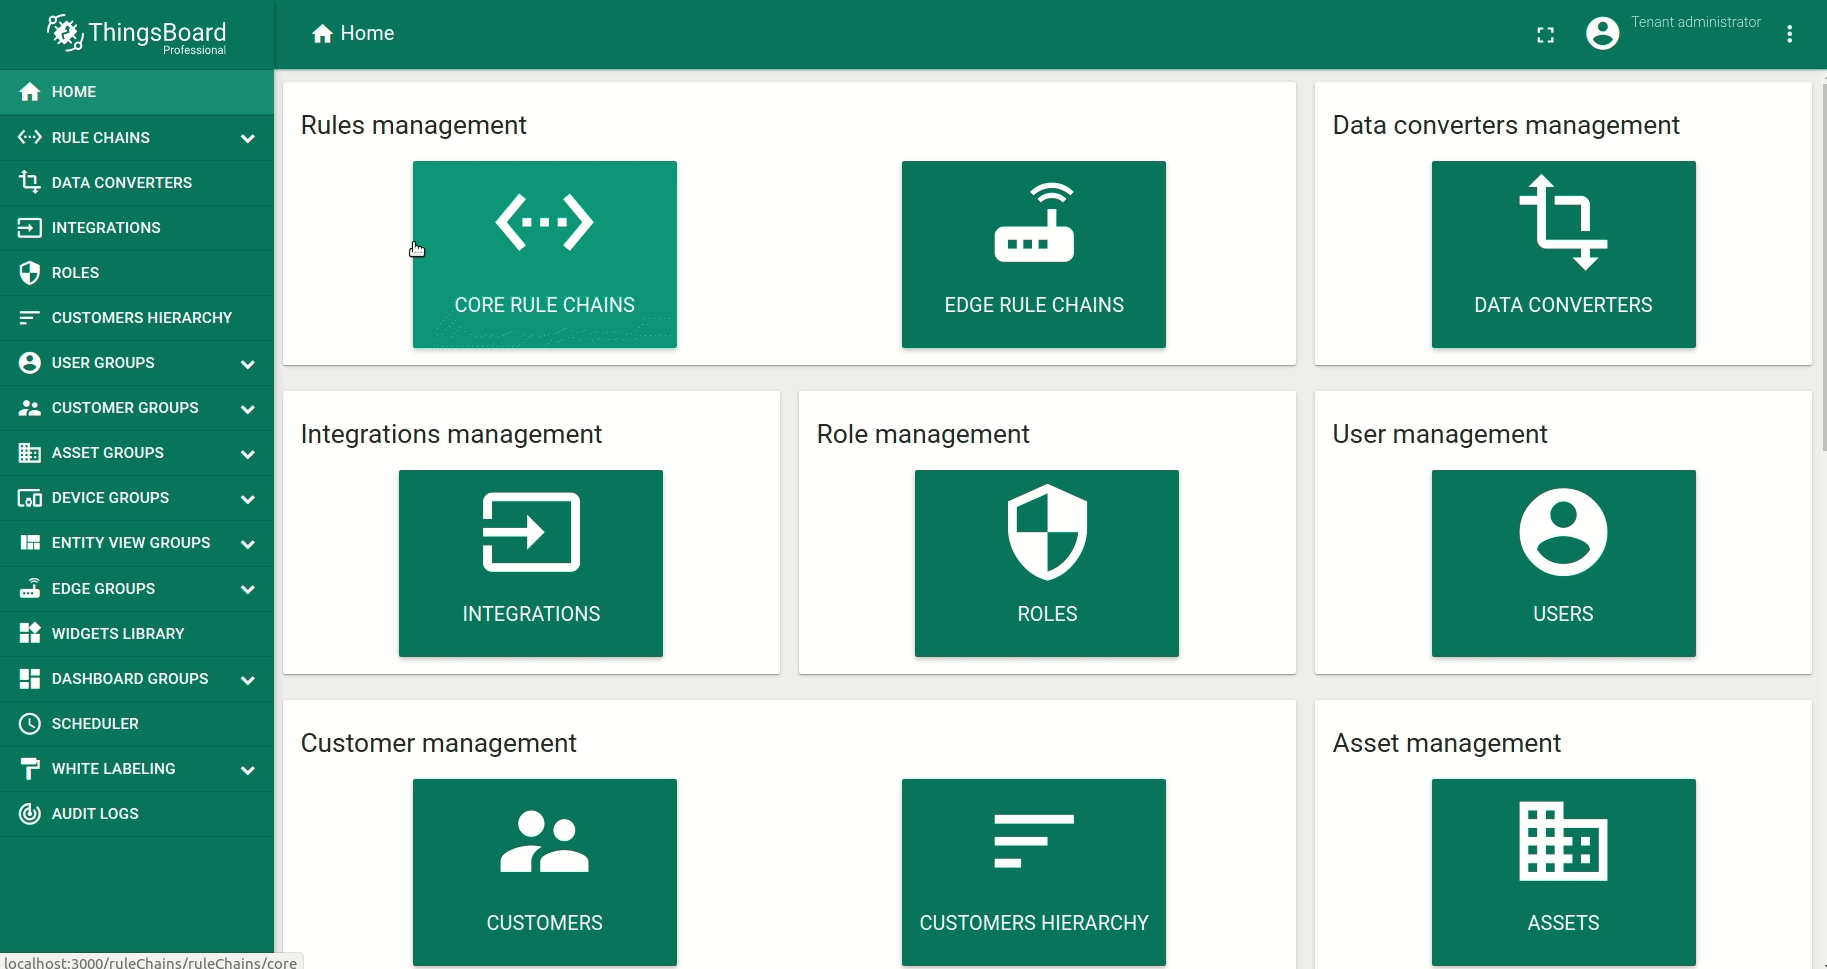 ThingsBoard
Professional
Home
Tenant administrator
HOME
RULE CHAINS
DATA CONVERTERS
INTEGRATIONS
ROLES
CUSTOMERS HIERARCHY
USER GROUPS
CUSTOMER GROUPS
ASSET GROUPS
DEVICE GROUPS
ENTITY VIEW GROUPS
EDGE GROUPS
WIDGETS LIBRARY
DASHBOARD GROUPS
SCHEDULER
WHITE LABELING
AUDIT LOGS
Rules management
CORE RULE CHAINS
EDGE RULE CHAINS
Data converters management
DATA CONVERTERS
Integrations management
INTEGRATIONS
Role management
ROLES
User management
USERS
Customer management
CUSTOMERS
CUSTOMERS HIERARCHY
Asset management
ASSETS
localhost:3000/ruleChains/ruleChains/core